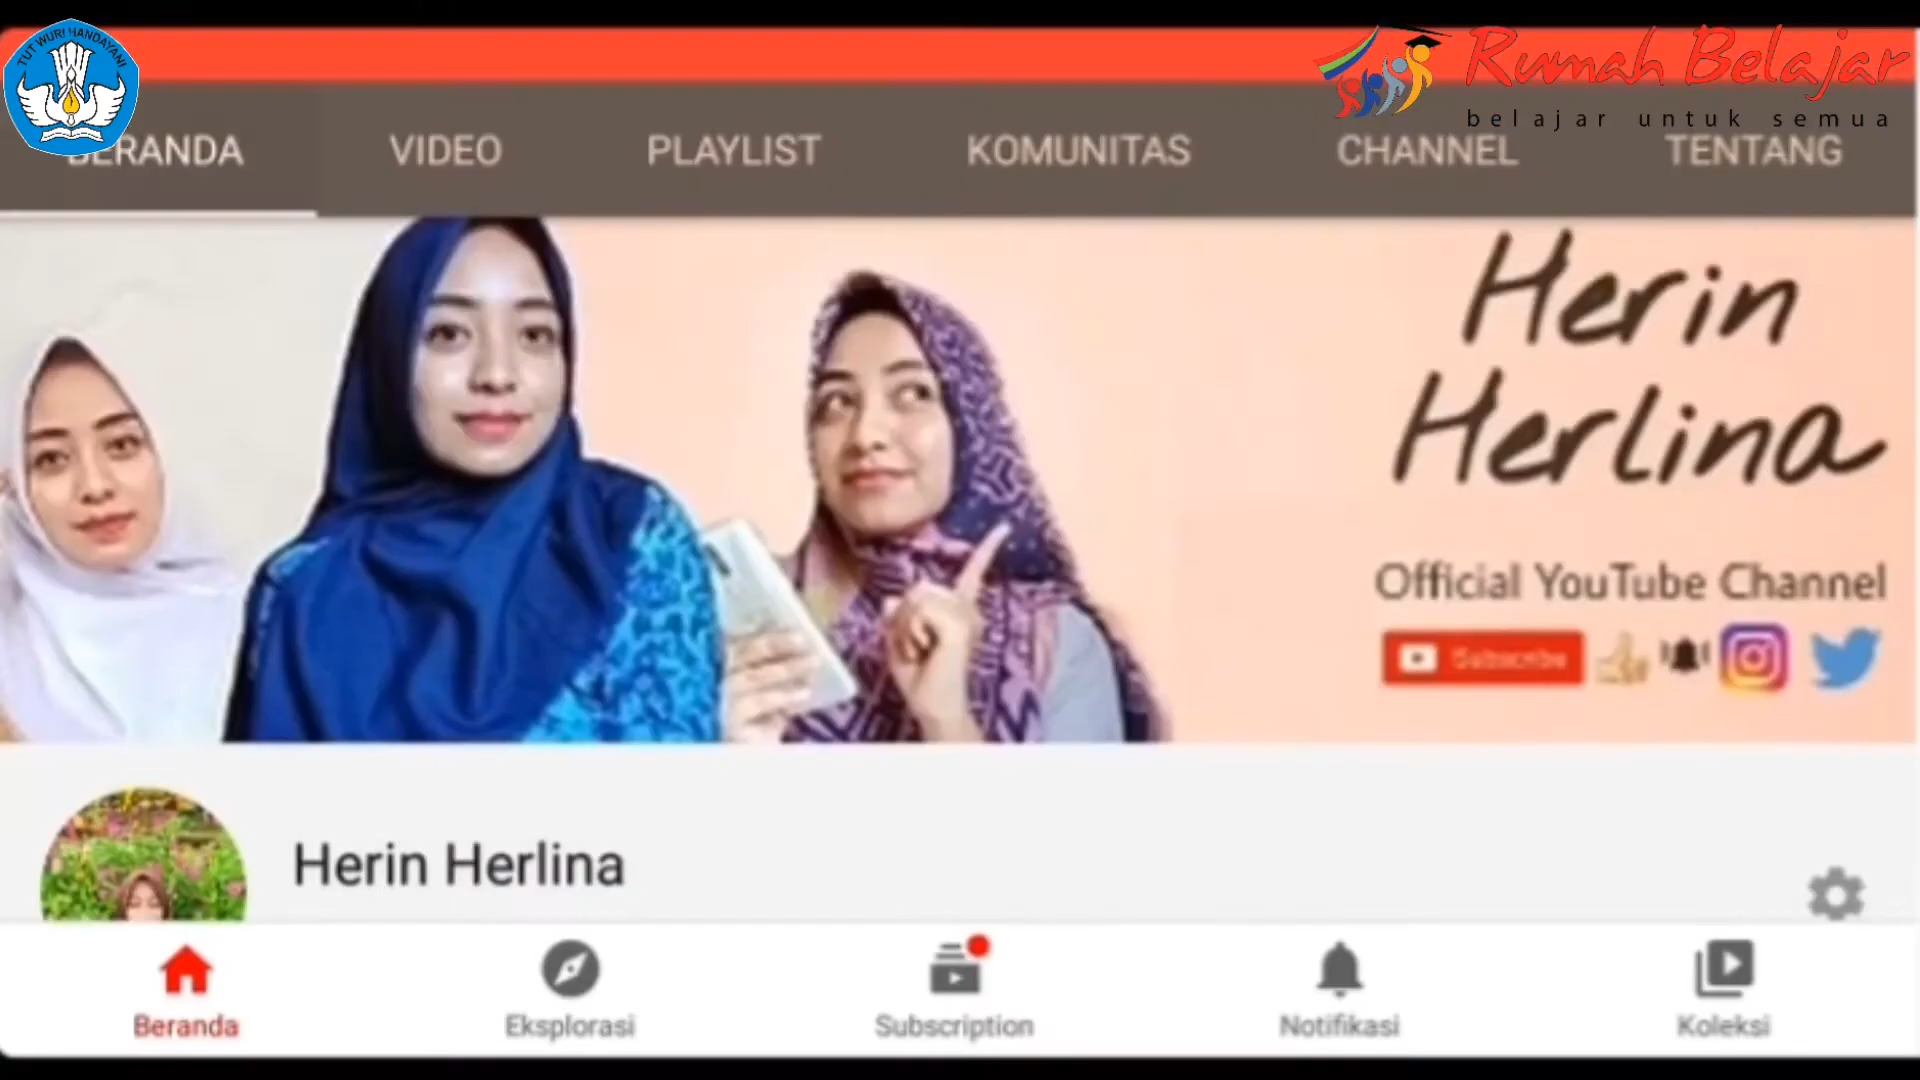 TUT WURI HANDAYANI
Rumah Belajar
belajar untuk semua
BERANDA VIDEO PLAYLIST KOMUNITAS CHANNEL TENTANG
Herin
Herlina
Official YouTube Channel
Subscribe
Herin Herlina
Beranda Eksplorasi Subscription Notifikasi Koleksi